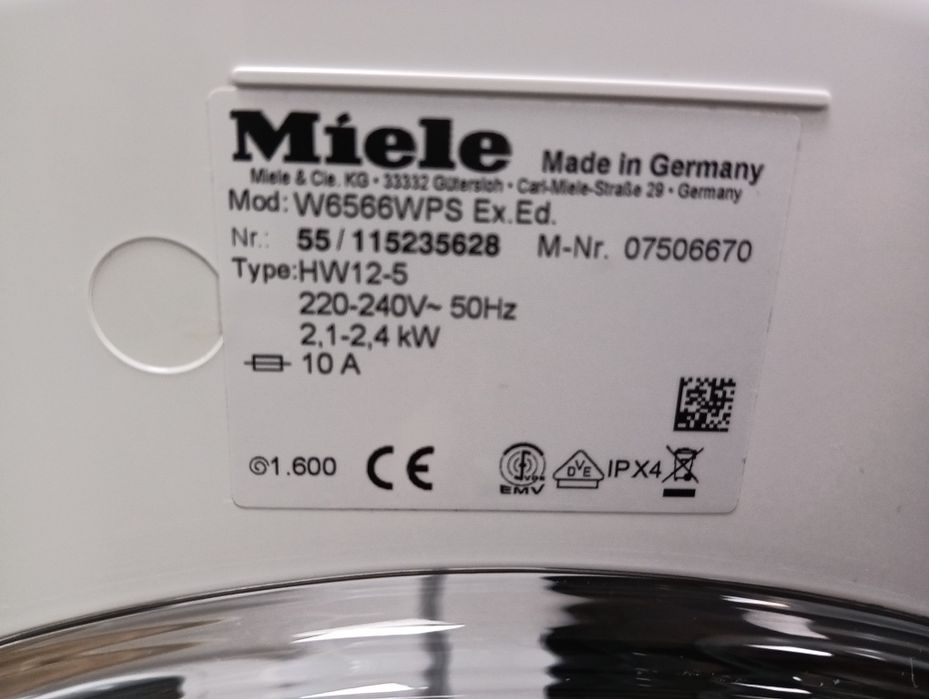 Miele Made in Germany
Miele & Cie. KG • 33332 Gütersloh • Carl-Miele-Straße 29 • Germany
Mod: W6566WPS Ex.Ed.
Nr.: 55 / 115235628 M-Nr. 07506670
Type:HW12-5
220-240V~ 50Hz
2,1-2,4 kW
10 A
1.600 CE EMV DVE IPX4